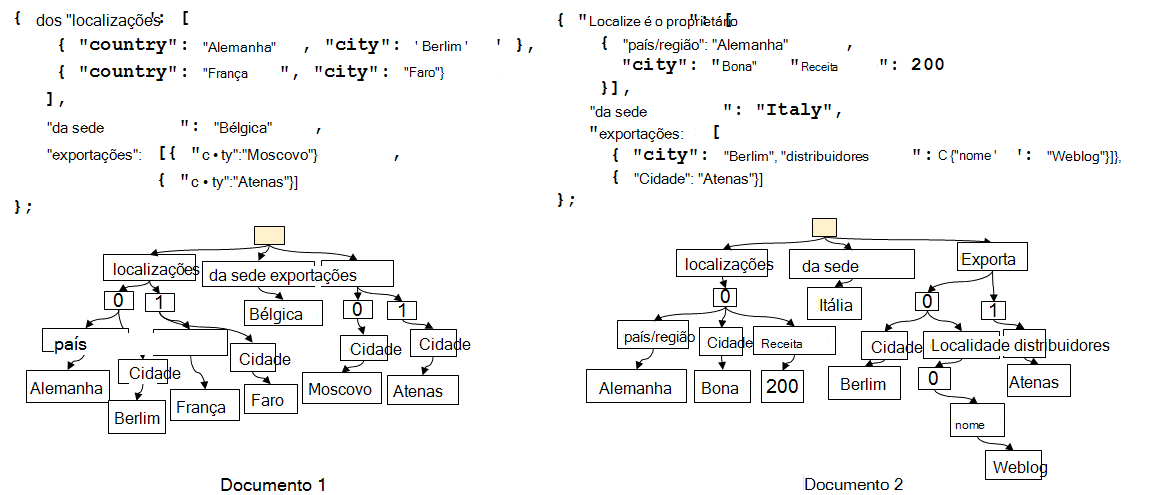 { dos "localizações ": [
{ "country": "Alemanha" , "city": ' Berlim ' ' },
{ "country": "França ", "city": "Faro"}
],
"da sede ": "Bélgica" ,
"exportações": [{ "c • ty":"Moscovo"} ,
{ "c • ty":"Atenas"}]
};
localizações
da sede exportações
0 1
Bélgica
0 1
país
Cidade
Cidade
Cidade
Cidade
Alemanha
Berlim
França
Faro
Moscovo
Atenas
Documento 1
{ " Localize é o proprietário ": [
{ "país/região": "Alemanha" ,
"city": "Bona" "Receita ": 200
}],
"da sede ": "Italy",
"exportações: [
{ "city": "Berlim", "distribuidores ": C {"nome ' ': "Weblog"}]},
{ "Cidade": "Atenas"}]
};
localizações
da sede
Exporta
0
Itália
0
1
país/região
Cidade
Receita
Cidade
Localidade distribuidores
Alemanha
Bona
200
Berlim
0
Atenas
nome
Weblog
Documento 2